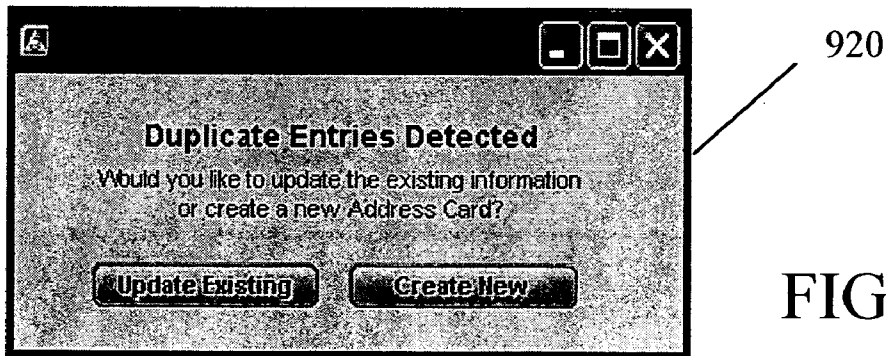 920
Duplicate Entries Detected
Would you like to update the existing information
or create a new Address Card?
Update Existing
Create New
FIG